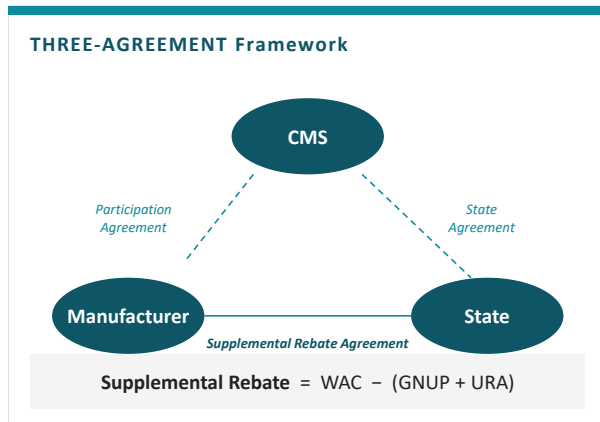 THREE-AGREEMENT Framework
CMS
Participation
Agreement
State
Agreement
Manufacturer
State
Supplemental Rebate Agreement
Supplemental Rebate = WAC − (GNUP + URA)